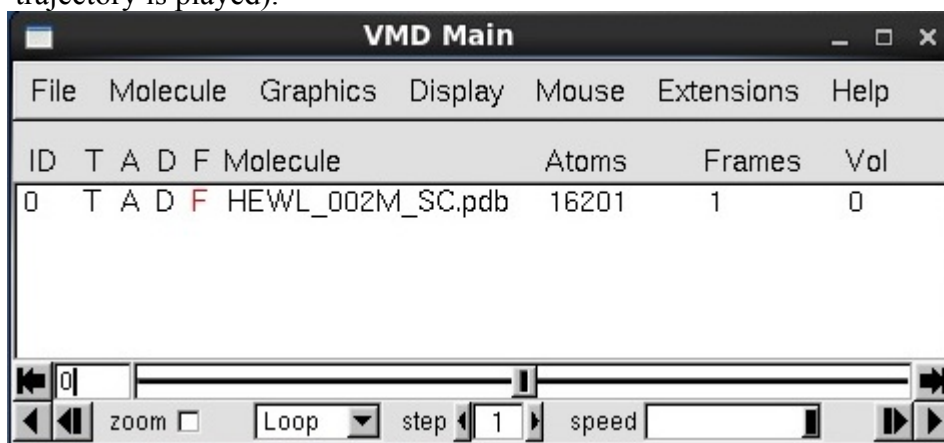 trajectory is played).
VMD Main
File Molecule Graphics Display Mouse Extensions Help
ID T A D F Molecule Atoms Frames Vol
0 T A D F HEWL_002M_SC.pdb 16201 1 0
0
zoom Loop step 1 speed